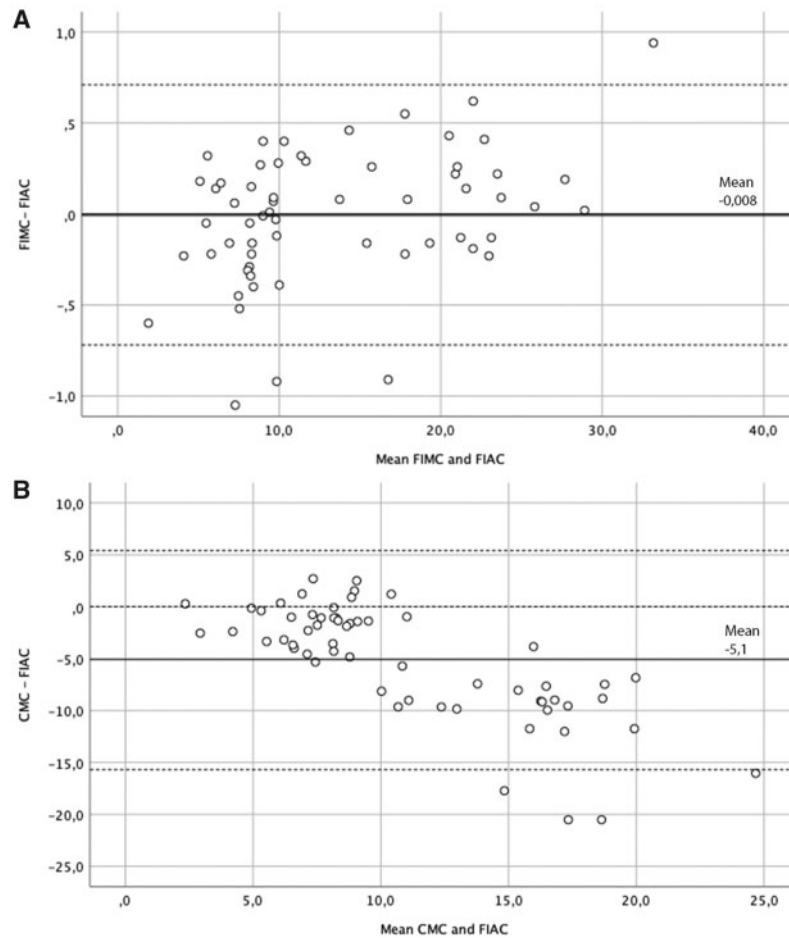 A
1,0
,5
,0
-,5
-1,0
FIMC- FIAC
Mean
-0,008
,0 10,0 20,0 30,0 40,0
Mean FIMC and FIAC
B
10,0
5,0
,0
-5,0
-10,0
-15,0
-20,0
-25,0
CMC - FIAC
Mean
-5,1
,0 5,0 10,0 15,0 20,0 25,0
Mean CMC and FIAC